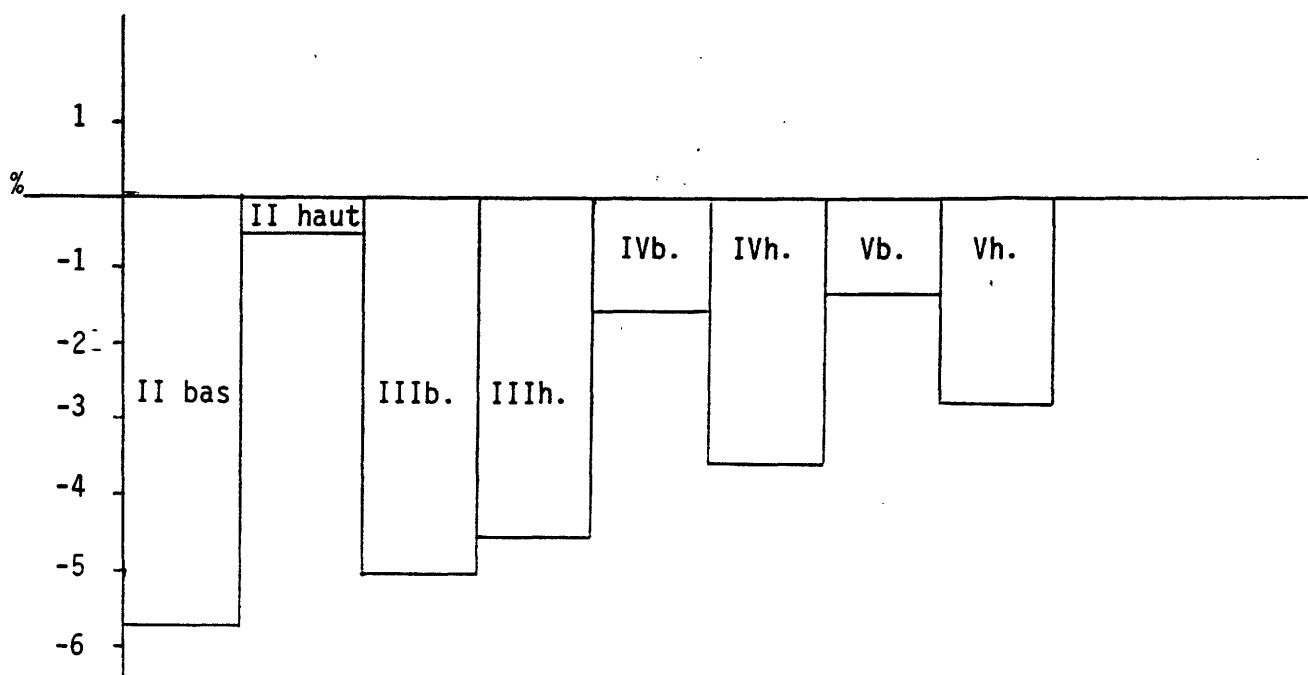 1
%
II haut
-1
IVb. IVh. Vb. Vh.
-2
II bas IIIb. IIIh.
-3
-4
-5
-6